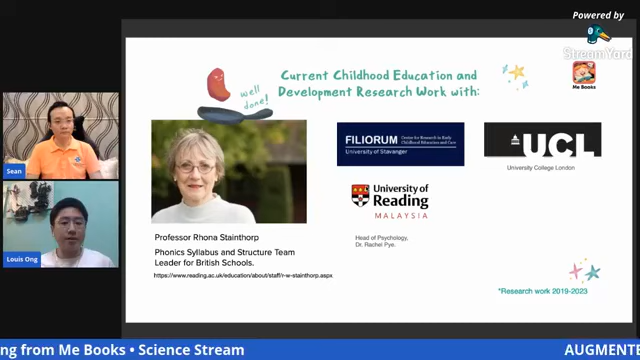 Powered by
StreamYard
well done!
Current Childhood Education and
Development Research Work with:
Me Books
Sean
Louis Ong
FILIORUM
Centre for Research in Early
Childhood Education and Care
University of Stavanger
UCL
University College London
University of
Reading
MALAYSIA
Head of Psychology,
Dr. Rachel Pye.
Professor Rhona Stainthorp
Phonics Syllabus and Structure Team
Leader for British Schools.
https://www.reading.ac.uk/education/about/staff/r-w-stainthorp.aspx
*Research work 2019-2023
ng from Me Books • Science Stream
AUGMENTE